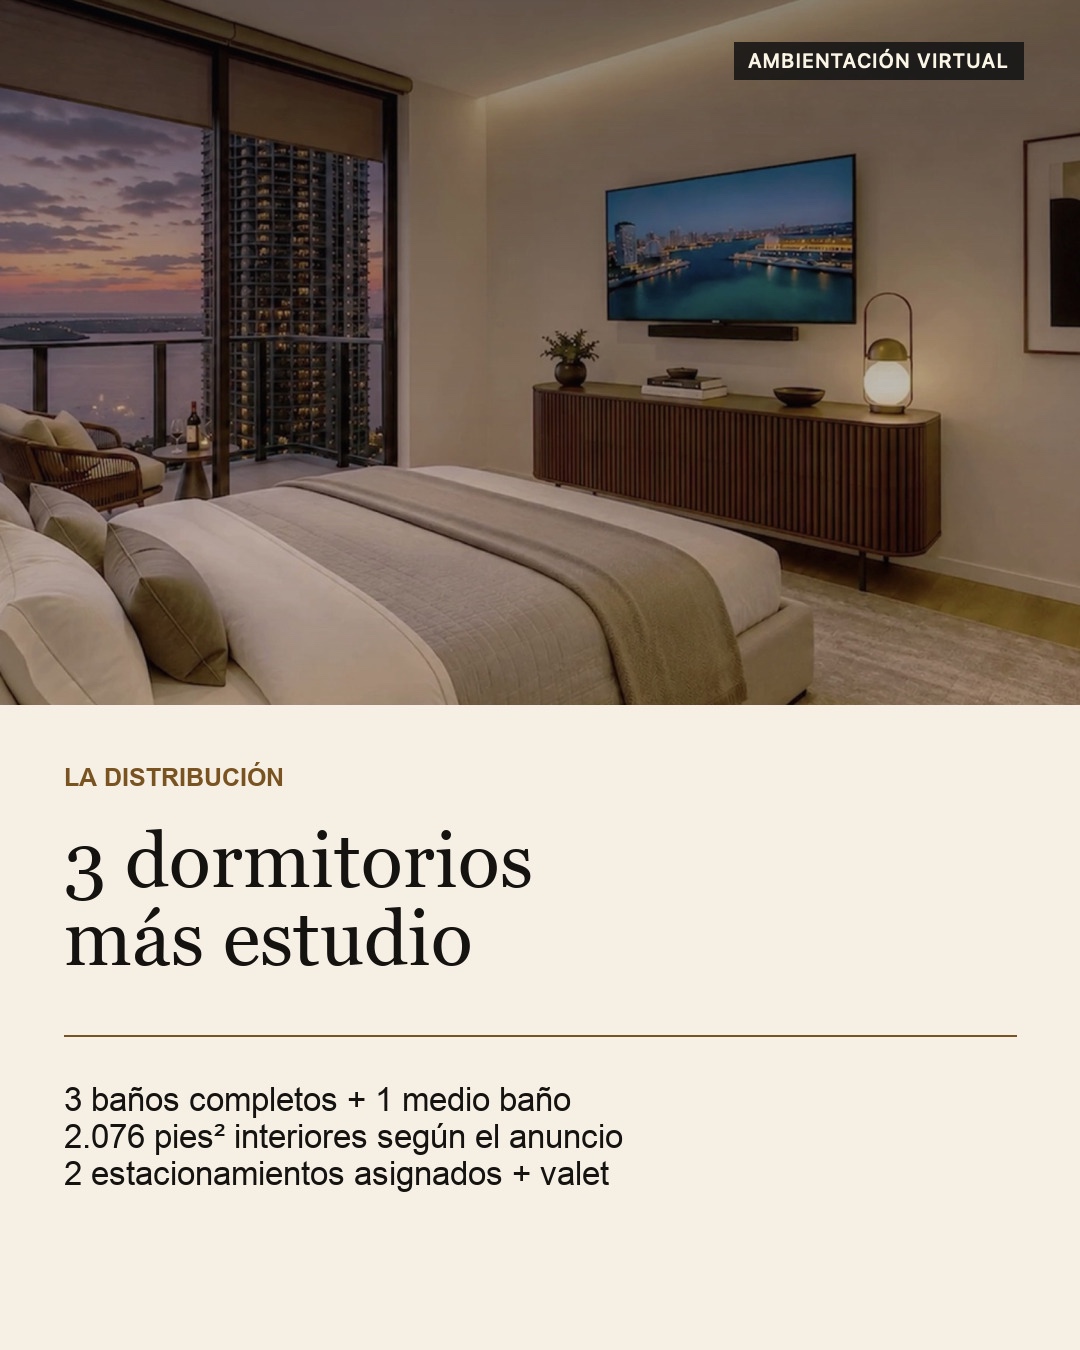 AMBIENTACIÓN VIRTUAL
LA DISTRIBUCIÓN
3 dormitorios
más estudio
3 baños completos + 1 medio baño
2.076 pies² interiores según el anuncio
2 estacionamientos asignados + valet